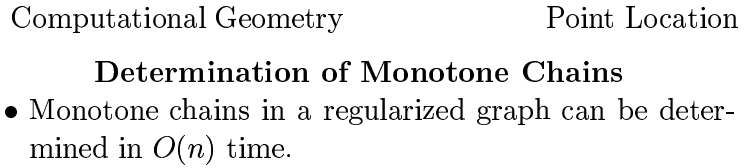 Computational Geometry Point Location
Determination of Monotone Chains
• Monotone chains in a regularized graph can be deter-
mined in O(n) time.